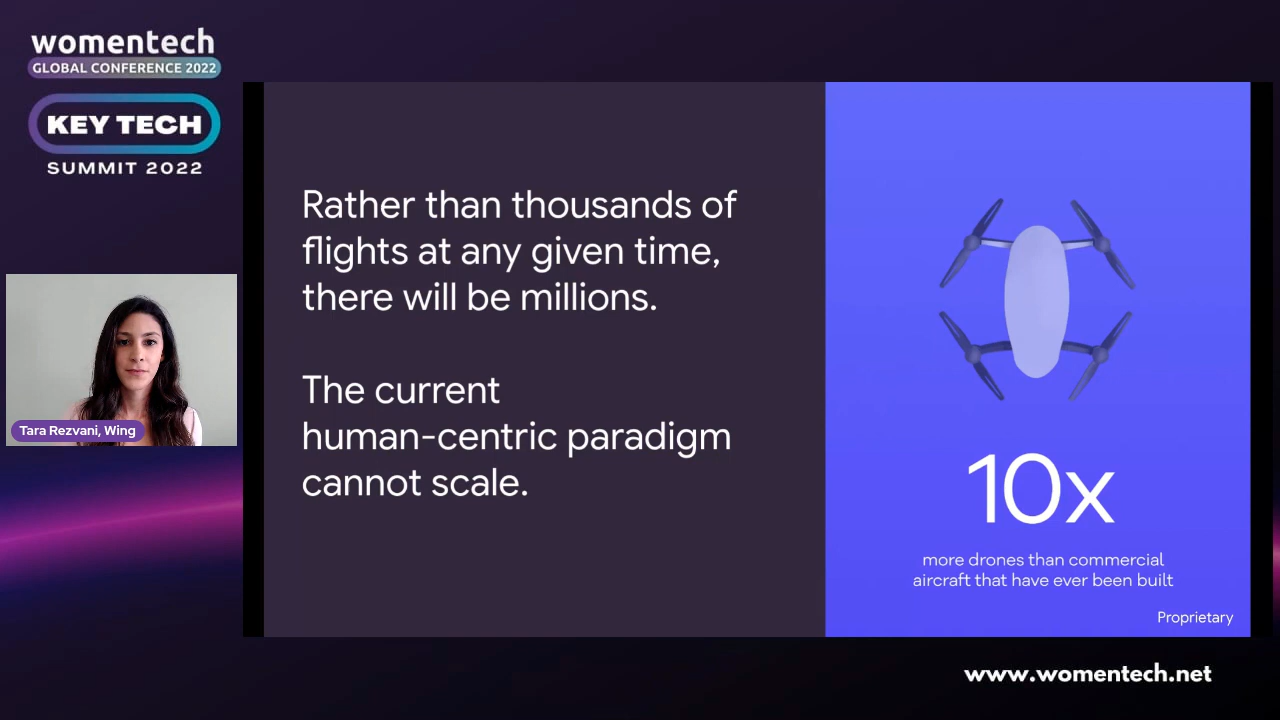 womentech
GLOBAL CONFERENCE 2022
KEY TECH
SUMMIT 2022
Tara Rezvani, Wing
Rather than thousands of
flights at any given time,
there will be millions.
The current
human-centric paradigm
cannot scale.
10x
more drones than commercial
aircraft that have ever been built
Proprietary
www.womentech.net